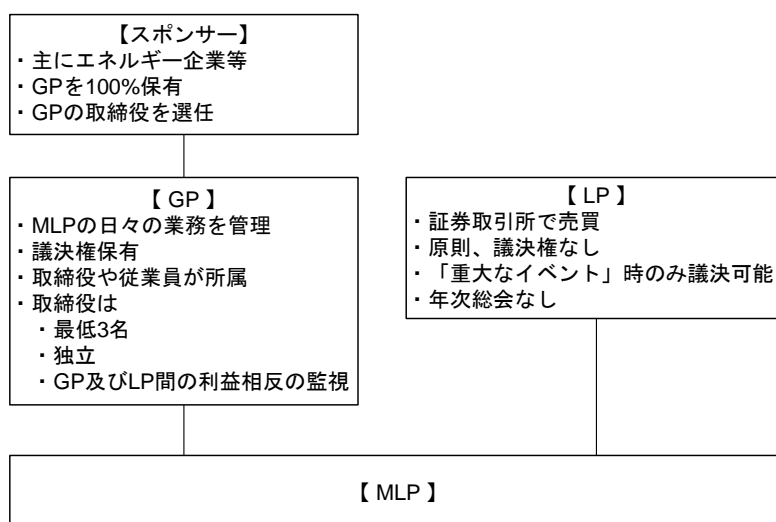 【スポンサー】
・主にエネルギー企業等
・GPを100%保有
・GPの取締役を選任
【 GP 】
・MLPの日々の業務を管理
・議決権保有
・取締役や従業員が所属
・取締役は
・最低3名
・独立
・GP及びLP間の利益相反の監視
【 LP 】
・証券取引所で売買
・原則、議決権なし
・「重大なイベント」時のみ議決可能
・年次総会なし
【 MLP 】